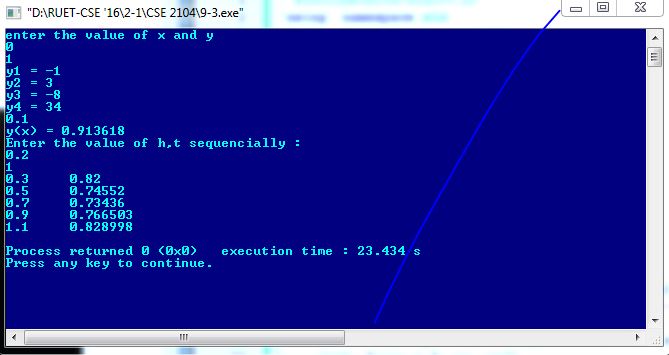 "D:\RUET-CSE '16\2-1\CSE 2104\9-3.exe"
enter the value of x and y
0
1
y1 = -1
y2 = 3
y3 = -8
y4 = 34
0.1
y(x) = 0.913618
Enter the value of h,t sequencially :
0.2
1
0.3 0.82
0.5 0.74552
0.7 0.73436
0.9 0.766503
1.1 0.828998
Process returned 0 (0x0) execution time : 23.434 s
Press any key to continue.